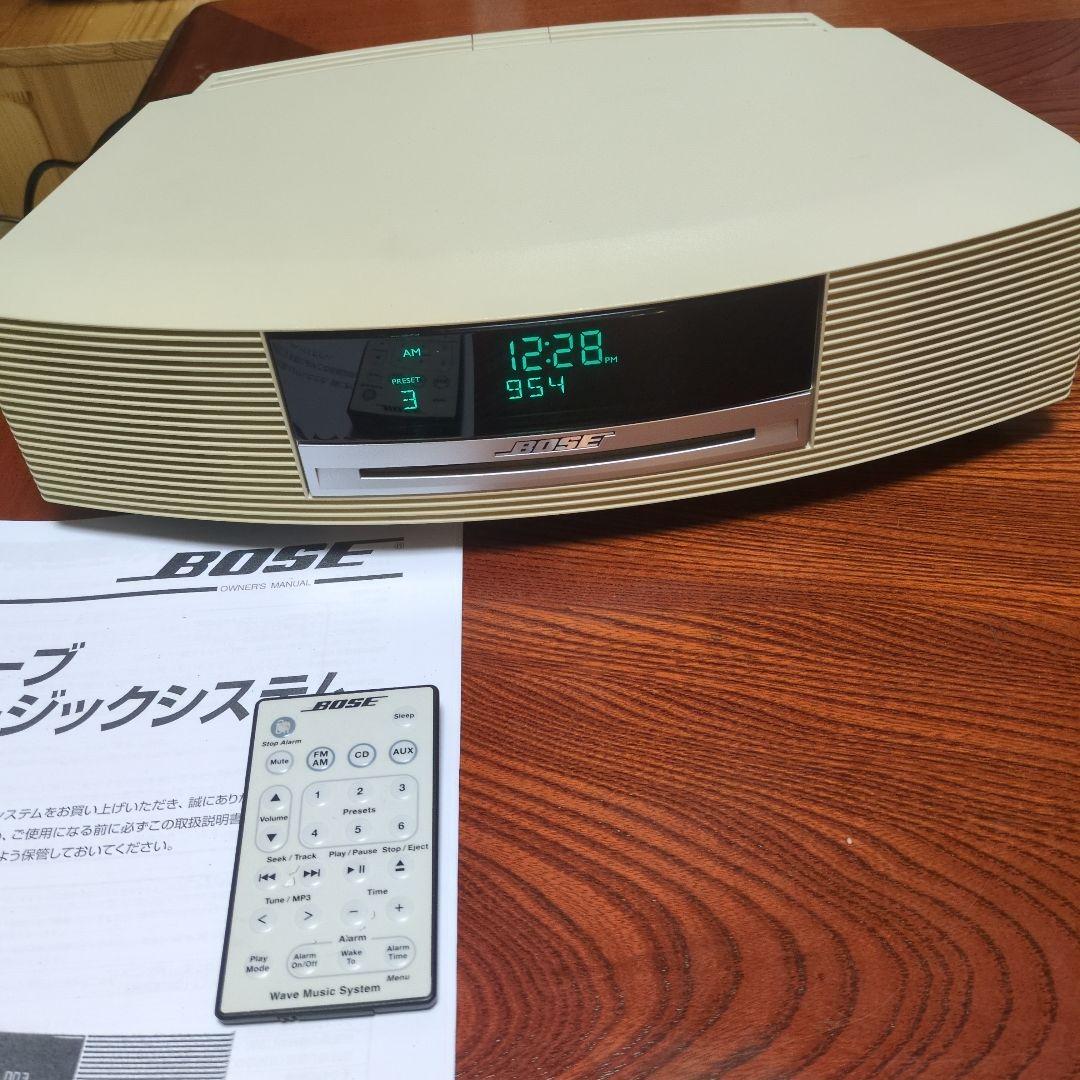 AM
PRESET
3
12:28 PM
954
BOSE
BOSE
OWNER'S MANUAL
ーブ
ジックシステム
システムをお買い上げいただき、誠にあり
ご使用になる前に必ずこの取扱説明書
よう保管しておいてください。
BOSE
Sleep
Stop Alarm
Mute
FM
AM
CD
AUX
Volume
1
2
3
Presets
4
5
6
Seek / Track
Play / Pause
Stop / Eject
Tune / MP3
Time
Alarm
Play
Mode
Alarm
On/Off
Wake
To
Alarm
Time
Menu
Wave Music System
003